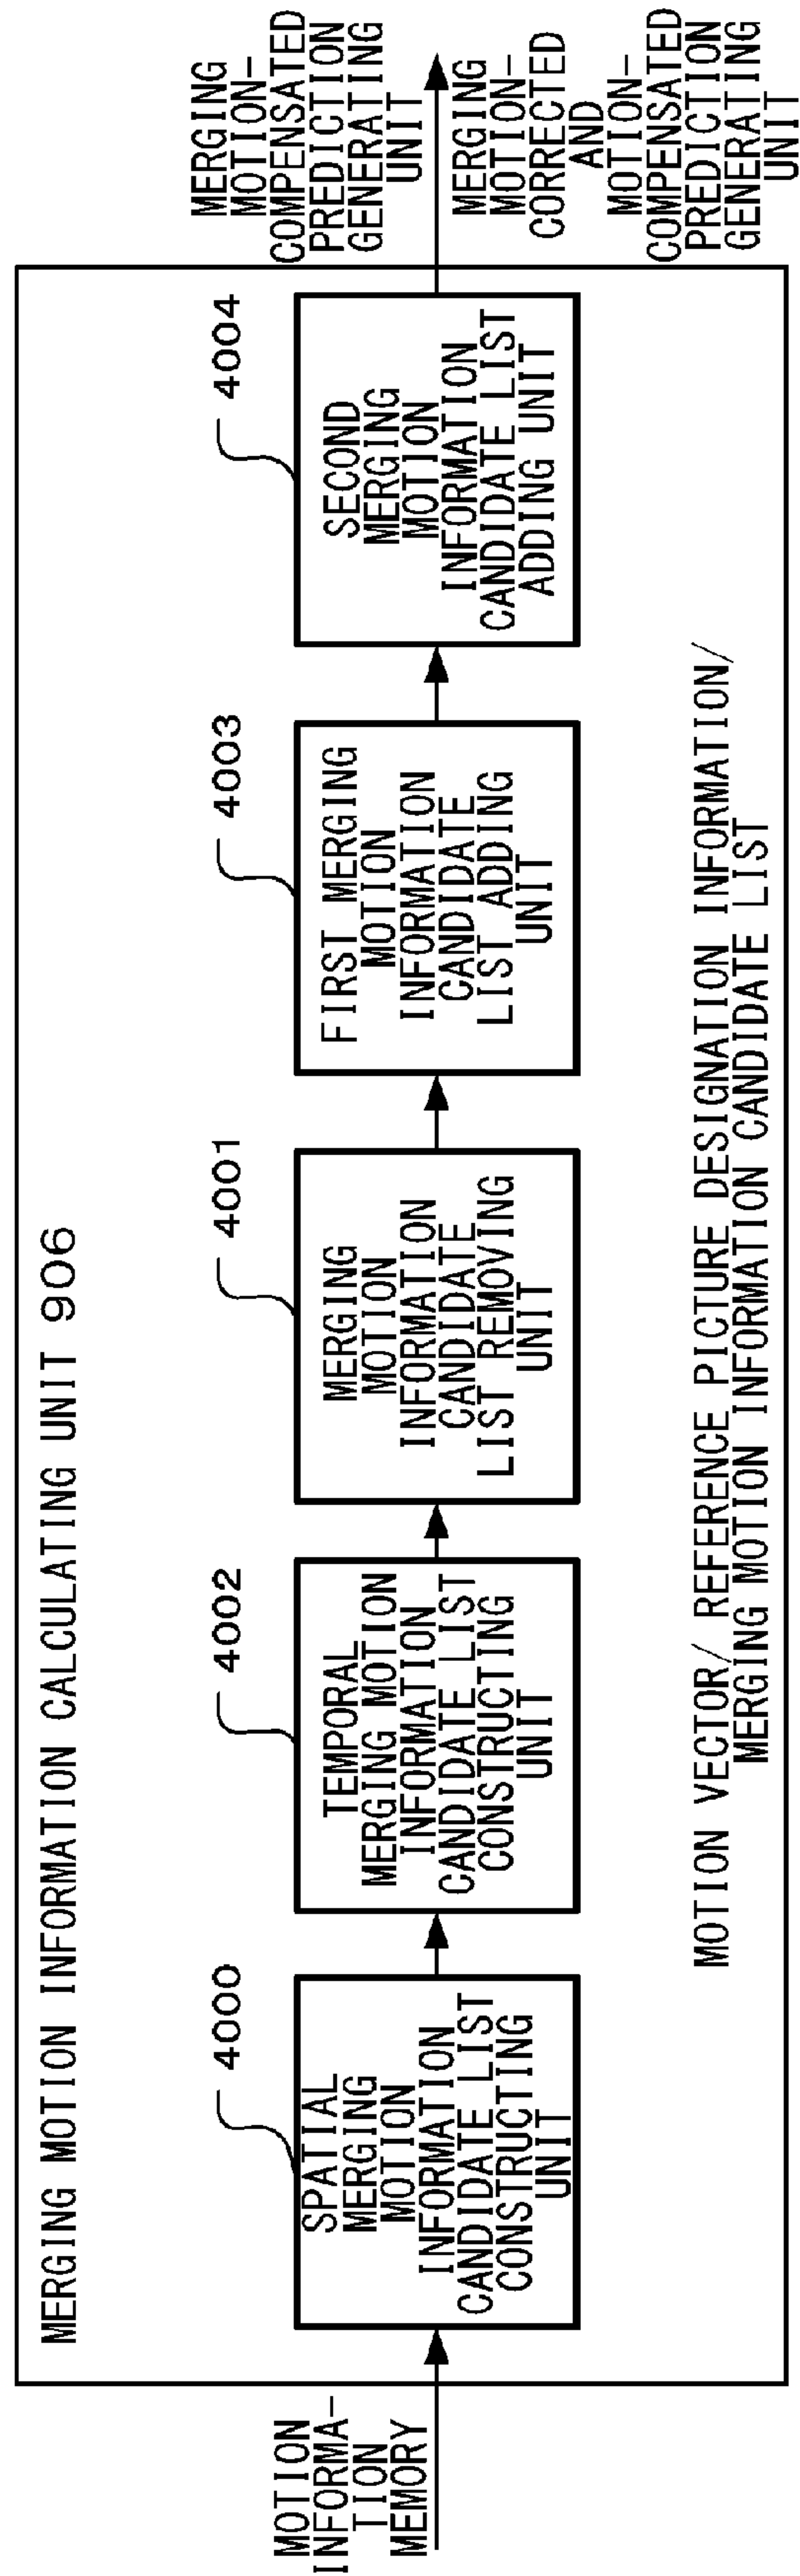 MERGING MOTION INFORMATION CALCULATING UNIT 906
MOTION
INFORMA-
TION
MEMORY
4000
SPATIAL
MERGING
MOTION
INFORMATION
CANDIDATE LIST
CONSTRUCTING
UNIT
4002
TEMPORAL
MERGING MOTION
INFORMATION
CANDIDATE LIST
CONSTRUCTING
UNIT
4001
MERGING
MOTION
INFORMATION
CANDIDATE
LIST REMOVING
UNIT
4003
FIRST MERGING
MOTION
INFORMATION
CANDIDATE
LIST ADDING
UNIT
4004
SECOND
MERGING
MOTION
INFORMATION
CANDIDATE LIST
ADDING UNIT
MERGING
MOTION-
COMPENSATED
PREDICTION
GENERATING
UNIT
MERGING
MOTION-
CORRECTED
AND
MOTION-
COMPENSATED
PREDICTION
GENERATING
UNIT
MOTION VECTOR/ REFERENCE PICTURE DESIGNATION INFORMATION/
MERGING MOTION INFORMATION CANDIDATE LIST